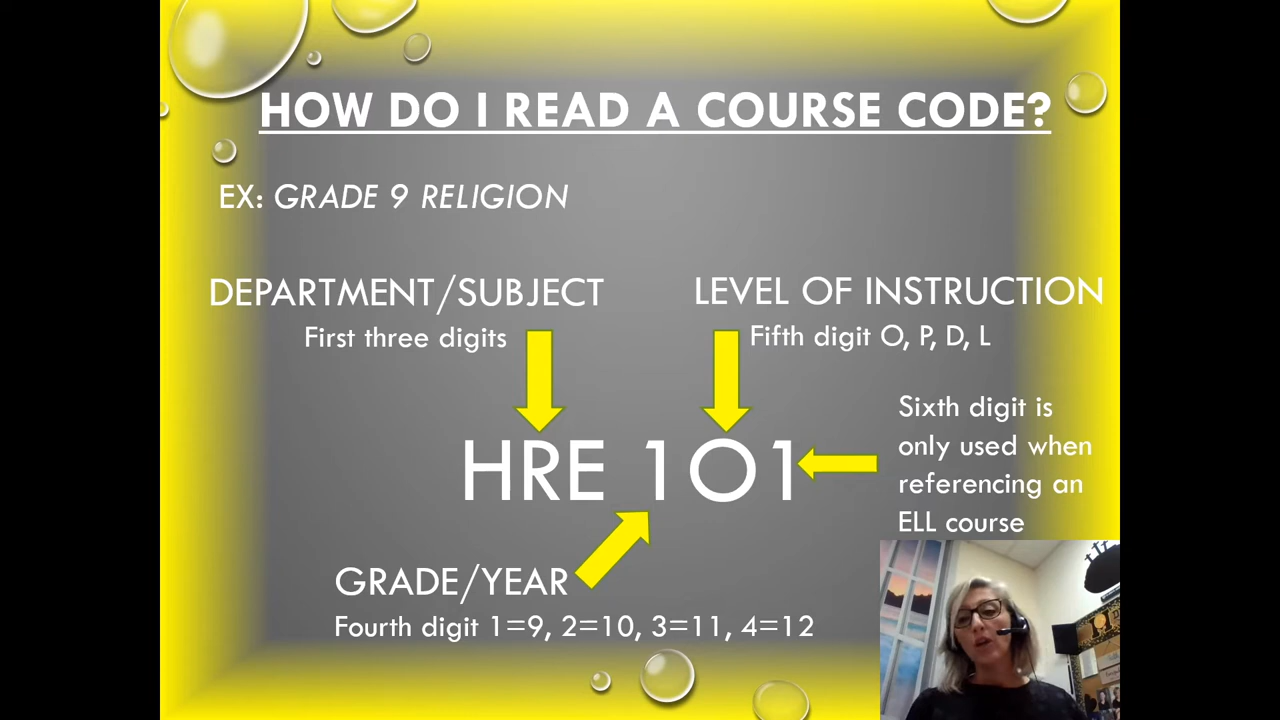 HOW DO I READ A COURSE CODE?
EX: GRADE 9 RELIGION
DEPARTMENT/SUBJECT
First three digits
LEVEL OF INSTRUCTION
Fifth digit O, P, D, L
HRE 1O1
Sixth digit is
only used when
referencing an
ELL course
GRADE/YEAR
Fourth digit 1=9, 2=10, 3=11, 4=12